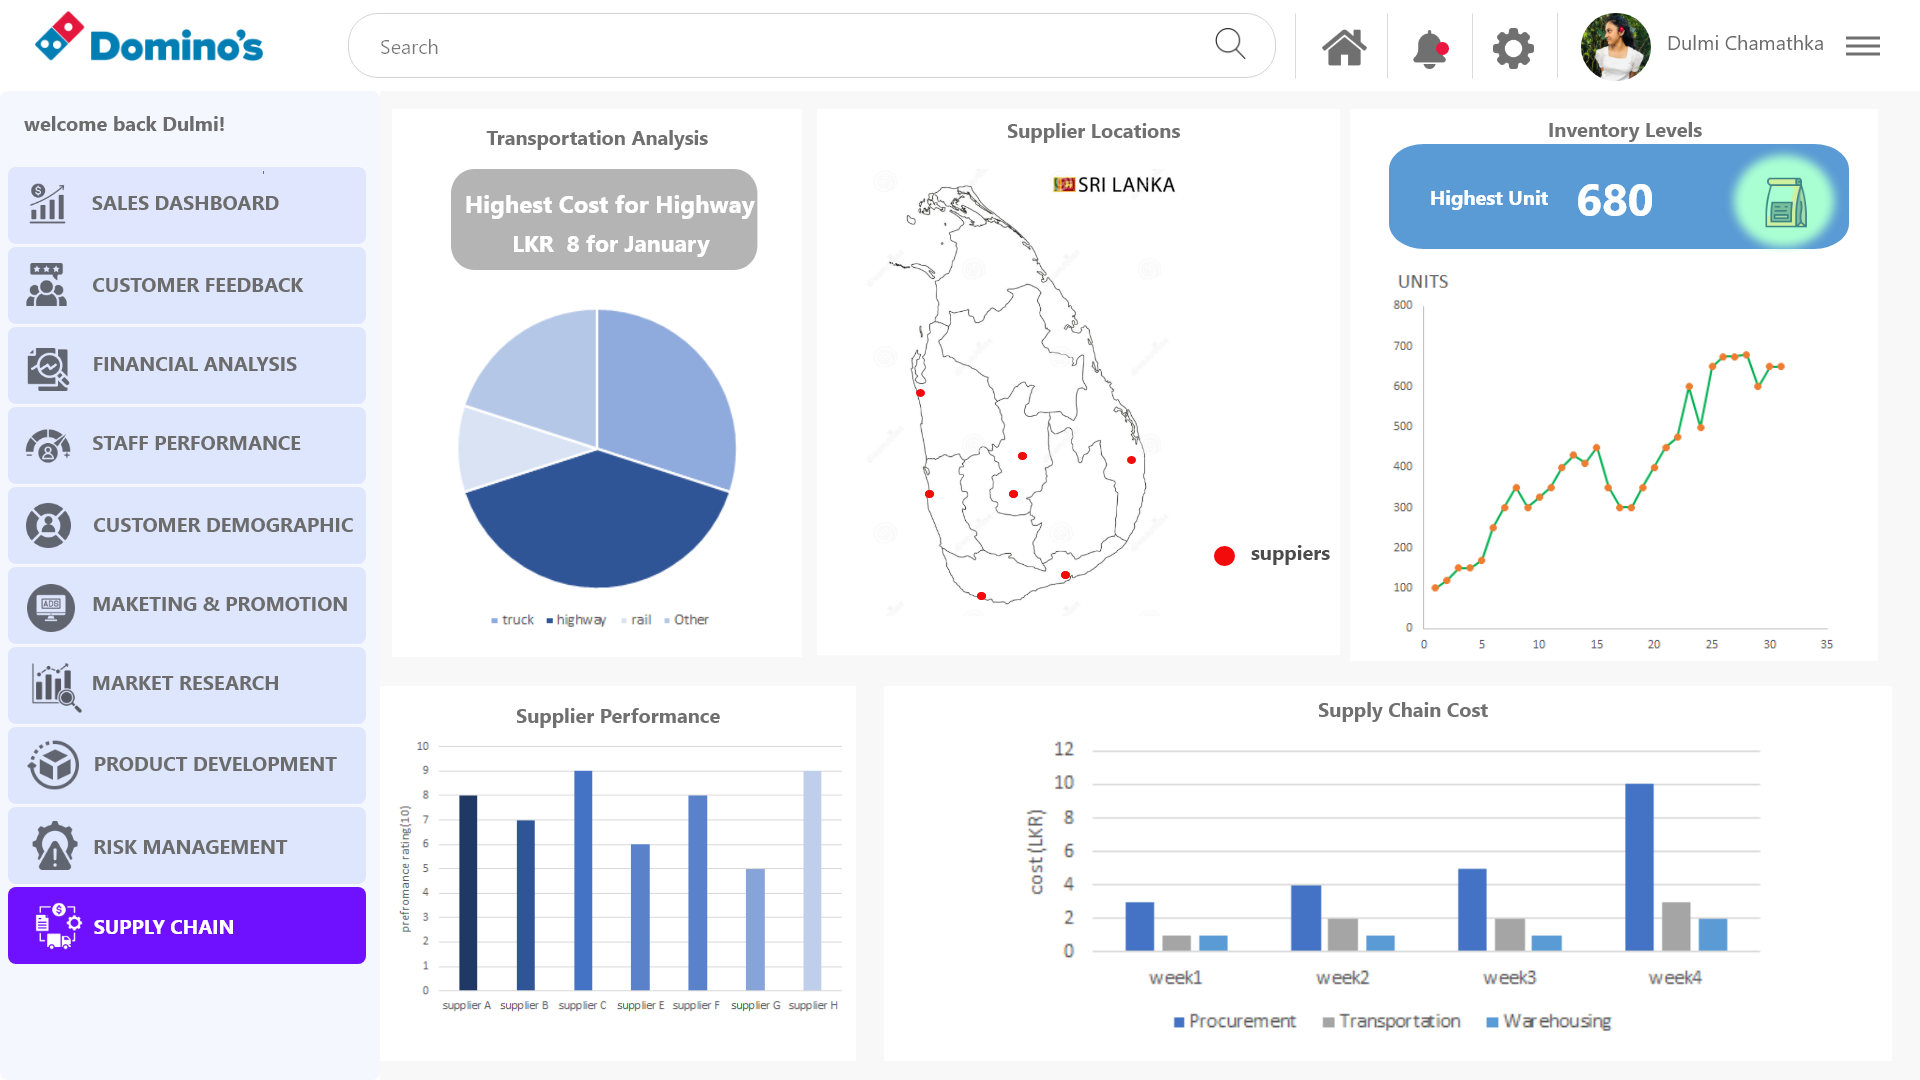 Domino's
Search
Dulmi Chamathka
welcome back Dulmi!
SALES DASHBOARD
CUSTOMER FEEDBACK
FINANCIAL ANALYSIS
STAFF PERFORMANCE
CUSTOMER DEMOGRAPHIC
ADS
MAKETING & PROMOTION
MARKET RESEARCH
PRODUCT DEVELOPMENT
RISK MANAGEMENT
SUPPLY CHAIN
Transportation Analysis
Highest Cost for Highway
LKR 8 for January
truck highway rail Other
Supplier Locations
SRI LANKA
suppiers
Inventory Levels
Highest Unit 680
UNITS
800
700
600
500
400
300
200
100
0
0 5 10 15 20 25 30 35
Supplier Performance
prefromance rating(10)
10
9
8
7
6
5
4
3
2
1
0
supplier A supplier B supplier C supplier E supplier F supplier G supplier H
Supply Chain Cost
cost (LKR)
12
10
8
6
4
2
0
week1 week2 week3 week4
Procurement Transportation Warehousing